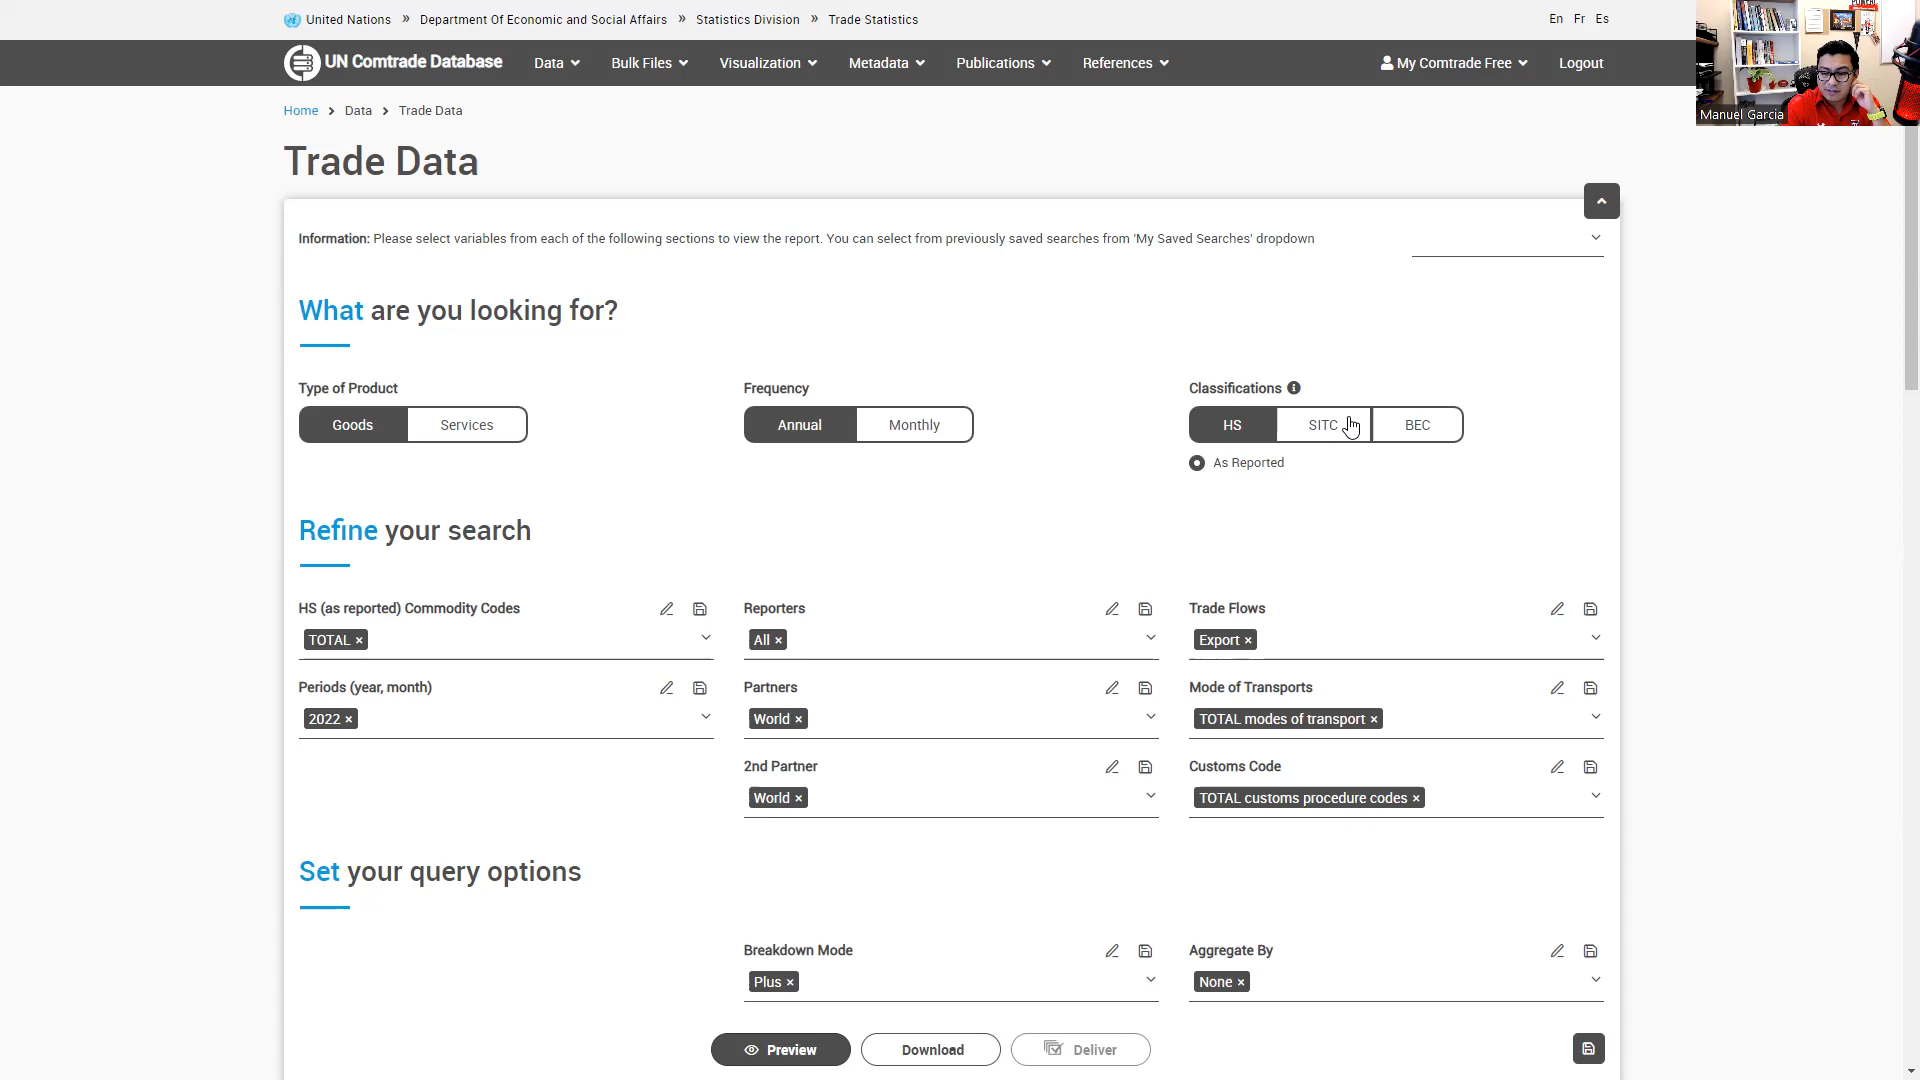 United Nations » Department Of Economic and Social Affairs » Statistics Division » Trade Statistics
En Fr Es
UN Comtrade Database
Data
Bulk Files
Visualization
Metadata
Publications
References
My Comtrade Free
Logout
Manuel Garcia
Home > Data > Trade Data
Trade Data
Information: Please select variables from each of the following sections to view the report. You can select from previously saved searches from 'My Saved Searches' dropdown
What are you looking for?
Type of Product
Goods
Services
Frequency
Annual
Monthly
Classifications
HS
SITC
BEC
As Reported
Refine your search
HS (as reported) Commodity Codes
TOTAL ×
Reporters
All ×
Trade Flows
Export ×
Periods (year, month)
2022 ×
Partners
World ×
Mode of Transports
TOTAL modes of transport ×
2nd Partner
World ×
Customs Code
TOTAL customs procedure codes ×
Set your query options
Breakdown Mode
Plus ×
Aggregate By
None ×
Preview
Download
Deliver